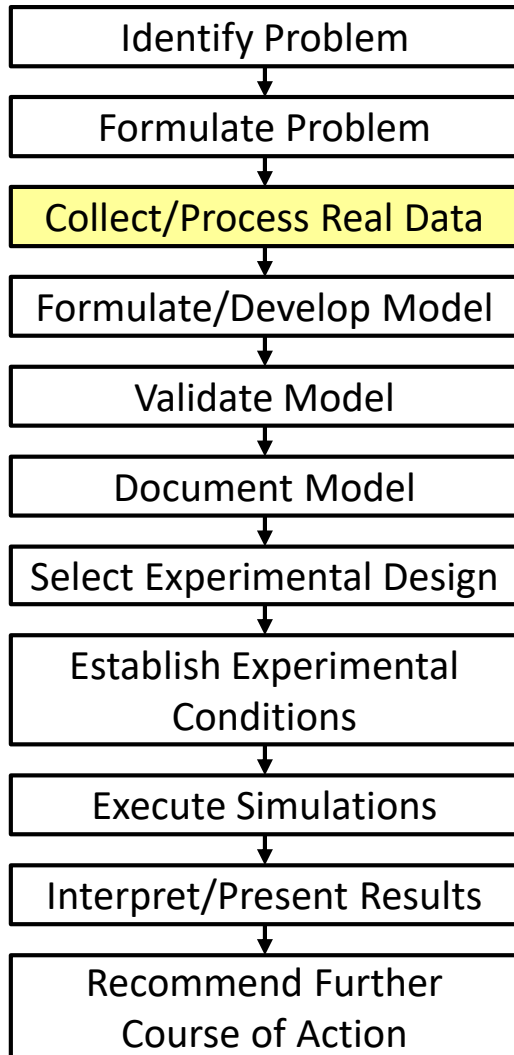 Identify Problem
Formulate Problem
Collect/Process Real Data
Formulate/Develop Model
Validate Model
Document Model
Select Experimental Design
Establish Experimental
Conditions
Execute Simulations
Interpret/Present Results
Recommend Further
Course of Action